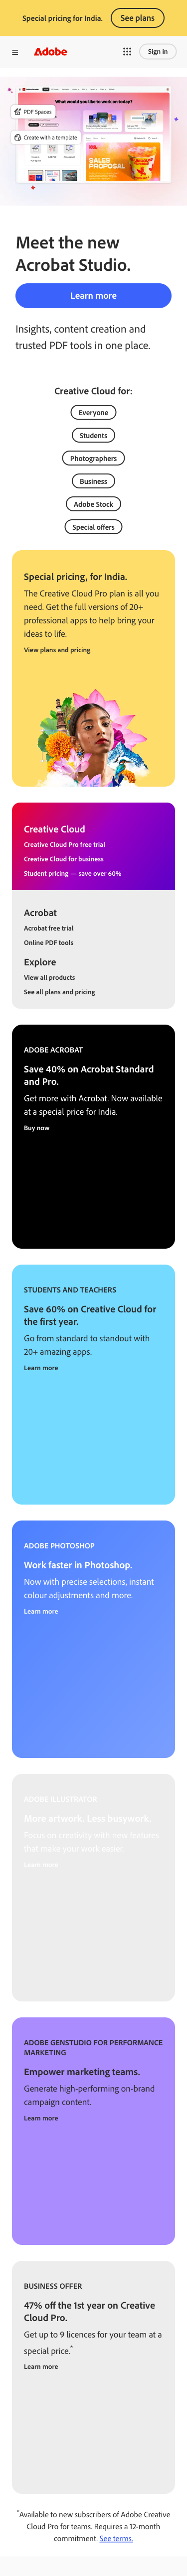 Special pricing for India.
See plans
Adobe
Sign in
What would you like to do today?
PDF Spaces
Create with a template
SALES
PROPOSAL
Meet the new
Acrobat Studio.
Learn more
Insights, content creation and
trusted PDF tools in one place.
Creative Cloud for:
Everyone
Students
Photographers
Business
Adobe Stock
Special offers
Special pricing, for India.
The Creative Cloud Pro plan is all you
need. Get the full versions of 20+
professional apps to help bring your
ideas to life.
View plans and pricing
Creative Cloud
Creative Cloud Pro free trial
Creative Cloud for business
Student pricing — save over 60%
Acrobat
Acrobat free trial
Online PDF tools
Explore
View all products
See all plans and pricing
ADOBE ACROBAT
Save 40% on Acrobat Standard
and Pro.
Get more with Acrobat. Now available
at a special price for India.
Buy now
STUDENTS AND TEACHERS
Save 60% on Creative Cloud for
the first year.
Go from standard to standout with
20+ amazing apps.
Learn more
ADOBE PHOTOSHOP
Work faster in Photoshop.
Now with precise selections, instant
colour adjustments and more.
Learn more
ADOBE ILLUSTRATOR
More artwork. Less busywork.
Focus on creativity with new features
that make your work easier.
Learn more
ADOBE GENSTUDIO FOR PERFORMANCE
MARKETING
Empower marketing teams.
Generate high-performing on-brand
campaign content.
Learn more
BUSINESS OFFER
47% off the 1st year on Creative
Cloud Pro.
Get up to 9 licences for your team at a
special price.*
Learn more
*Available to new subscribers of Adobe Creative
Cloud Pro for teams. Requires a 12-month
commitment. See terms.